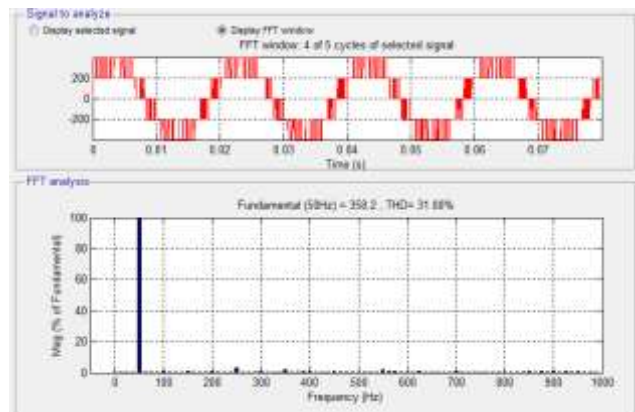 Signal to analyze
Display selected signal
Display FFT window
FFT window: 4 of 5 cycles of selected signal
200
0
-200
0 0.01 0.02 0.03 0.04 0.05 0.06 0.07
Time (s)
FFT analysis
Fundamental (50Hz) = 358.2 , THD=
Mag (% of Fundamental)
100
80
60
40
20
0
0 100 200 300 400 500 600 700 800 900 1000
Frequency (Hz)